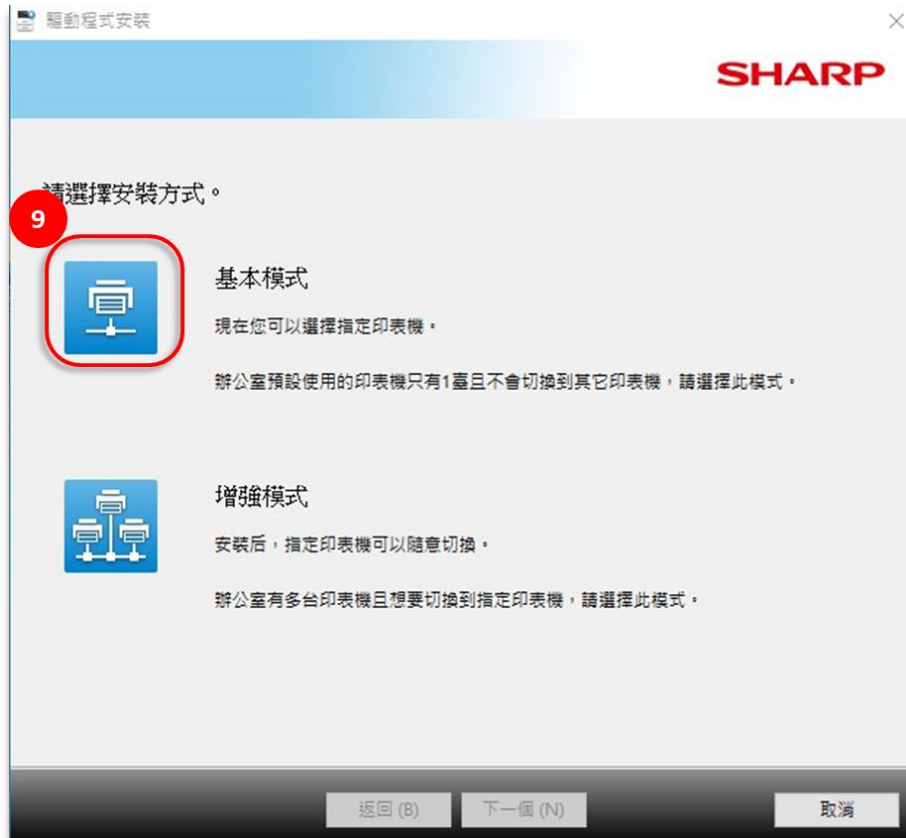 驅動程式安裝
SHARP
請選擇安裝方式。
9
基本模式
現在您可以選擇指定印表機。
辦公室預設使用的印表機只有1臺且不會切換到其它印表機，請選擇此模式。
增強模式
安裝后，指定印表機可以隨意切換。
辦公室有多台印表機且想要切換到指定印表機，請選擇此模式。
返回 (B)
下一個 (N)
取消